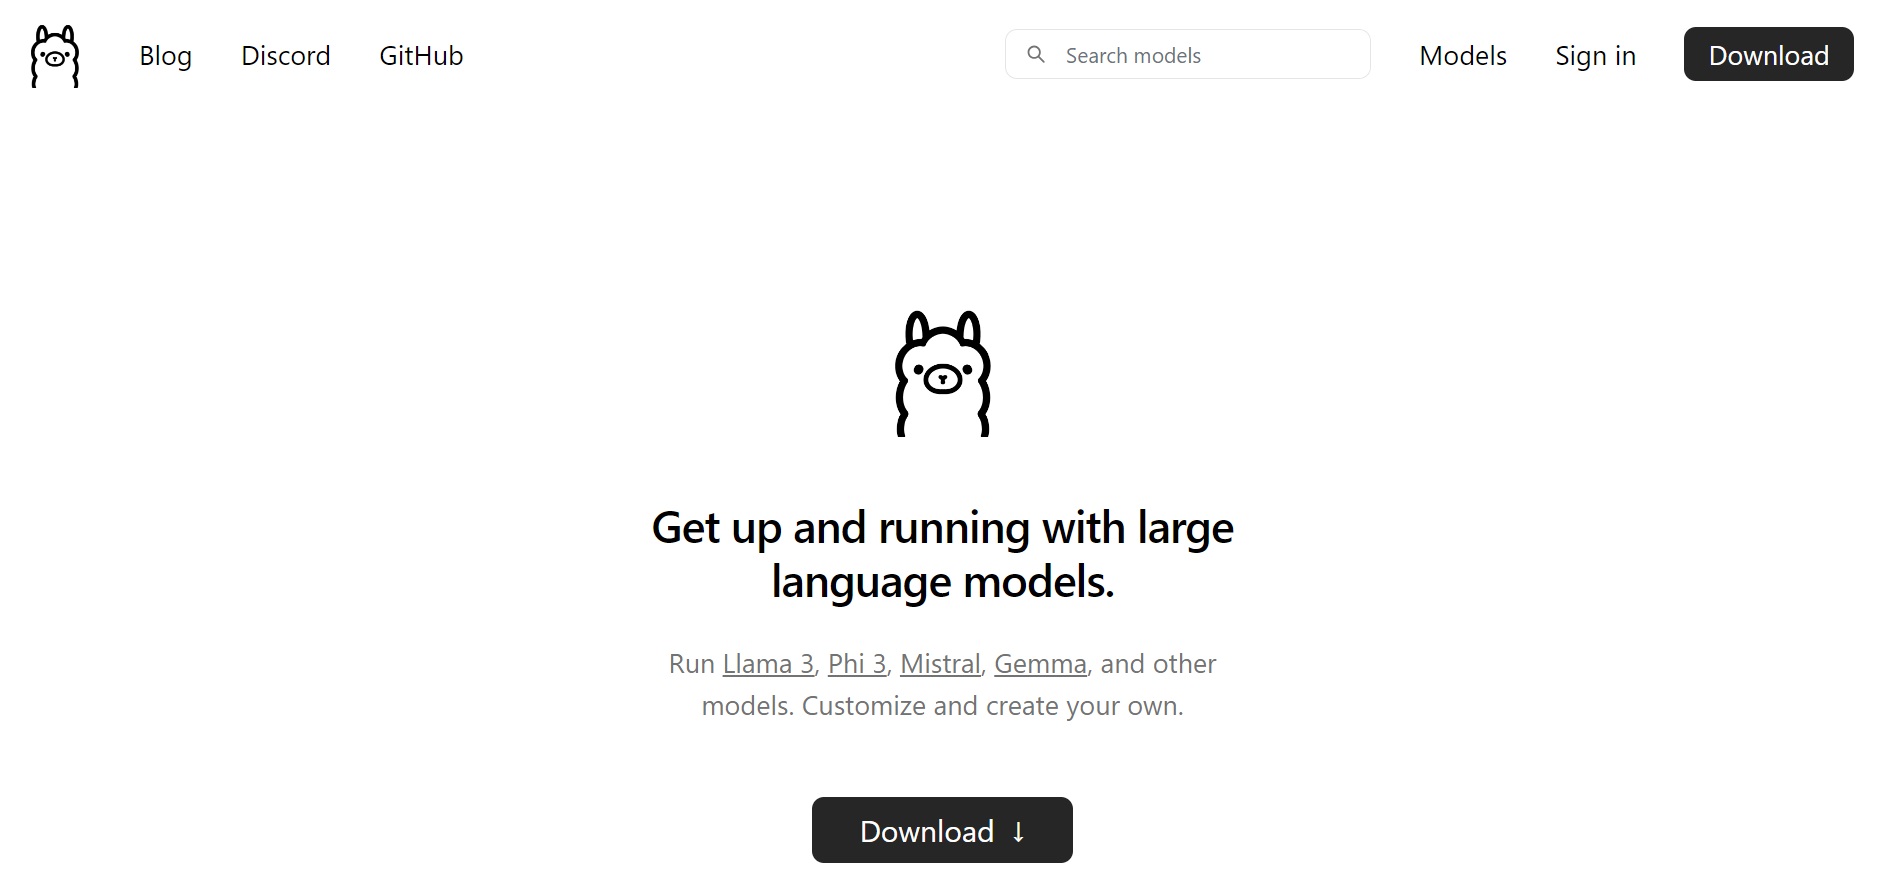 Blog Discord GitHub Search models Models Sign in Download
Get up and running with large
language models.
Run Llama 3, Phi 3, Mistral, Gemma, and other
models. Customize and create your own.
Download ↓